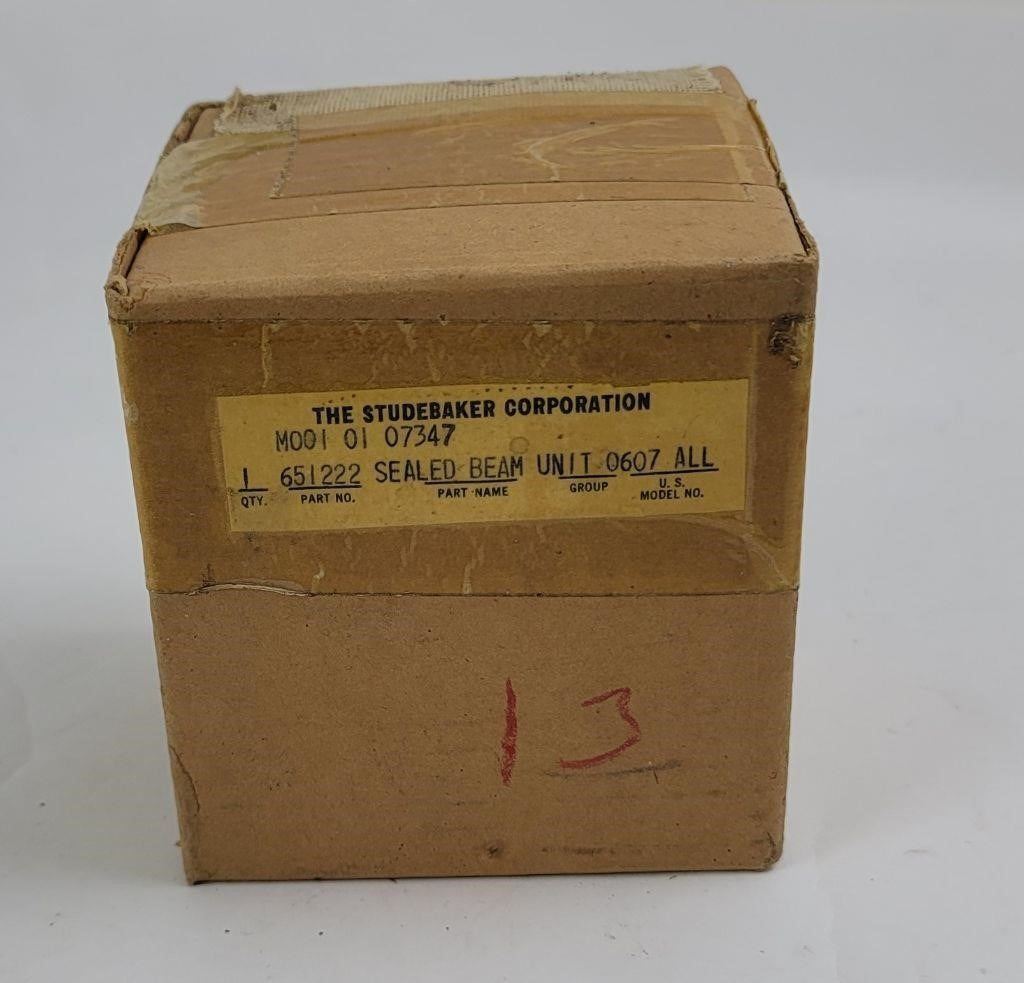 THE STUDEBAKER CORPORATION
M001 01 07347
1 651222 SEALED BEAM UNIT 0607 ALL
QTY. PART NO. PART NAME GROUP U. S. MODEL NO.
13